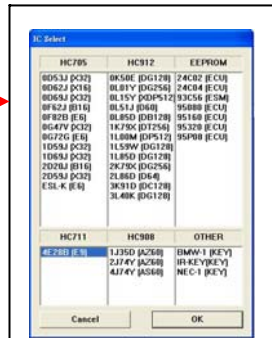 IC Select
HC705 HC912 EEPROM
0D53J [X32] 0K50E [DG128] 24C02 [ECU]
0D62J [X16] 0L01Y [DG256] 24C04 [ECU]
0D69J [X32] 0L15Y [XDP512] 93C56 [ESM]
0F62J [B16] 0L51J [D60] 95080 [ECU]
0F82B [E6] 0L85D [DG128] 95160 [ECU]
0G47V [X32] 1K79X [DT256] 95320 [ECU]
0G72G [E6] 1L00M [DP512] 95P08 [ECU]
1D59J [X32] 1L59W [DG128]
1D69J [X32] 1L85D [DG128]
2D20J [B16] 2K79X [DG256]
2D59J [X32] 2L86D [D64]
ESL-K [E6] 3K91D [DC128]
3L40K [DG128]
HC711 HC908 OTHER
4E28B [E9] 1J35D [AZ60] BMW-1 [KEY]
2J74Y [AZ60] IR-KEY[KEY]
4J74Y [AS60] NEC-1 [KEY]
Cancel OK